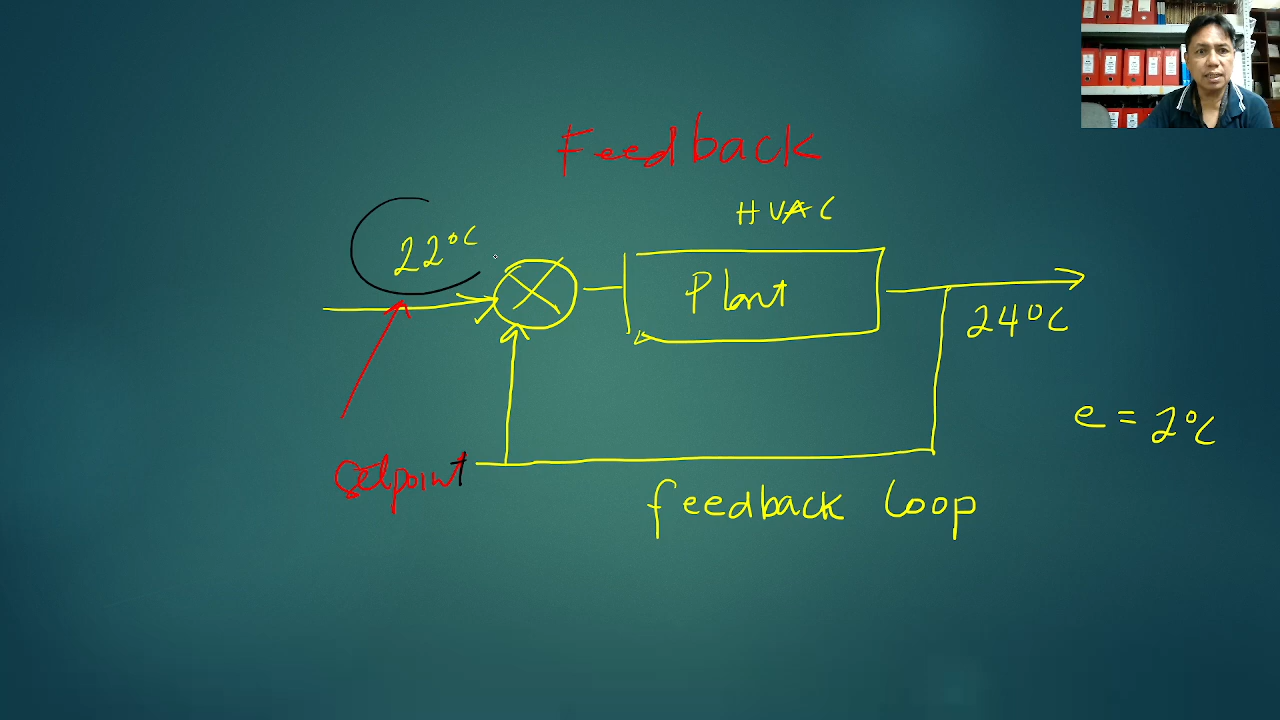 Feedback
HVAC
22°C
Plant
24°C
e = 2°C
Setpoint
feedback loop